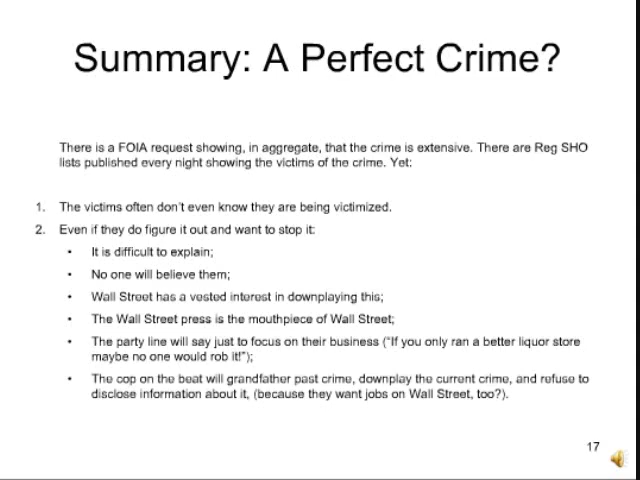 Summary: A Perfect Crime?
There is a FOIA request showing, in aggregate, that the crime is extensive. There are Reg SHO
lists published every night showing the victims of the crime. Yet:
1. The victims often don't even know they are being victimized.
2. Even if they do figure it out and want to stop it:
• It is difficult to explain;
• No one will believe them;
• Wall Street has a vested interest in downplaying this;
• The Wall Street press is the mouthpiece of Wall Street;
• The party line will say just to focus on their business ("If you only ran a better liquor store
maybe no one would rob it!");
• The cop on the beat will grandfather past crime, downplay the current crime, and refuse to
disclose information about it, (because they want jobs on Wall Street, too?).
17